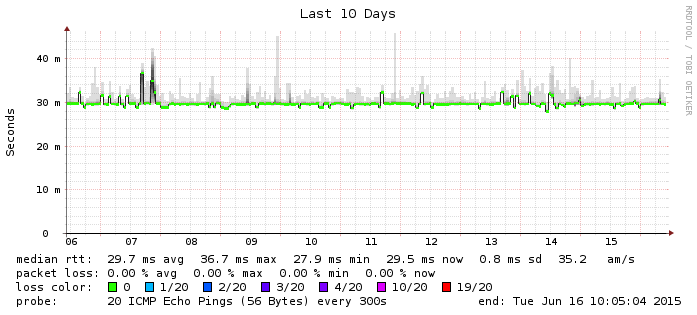 Last 10 Days
RRDTOOL / TOBI OETIKER
Seconds
40 m
30 m
20 m
10 m
0
06 07 08 09 10 11 12 13 14 15
median rtt: 29.7 ms avg 36.7 ms max 27.9 ms min 29.5 ms now 0.8 ms sd 35.2 am/s
packet loss: 0.00 % avg 0.00 % max 0.00 % min 0.00 % now
loss color: 0 1/20 2/20 3/20 4/20 10/20 19/20
probe: 20 ICMP Echo Pings (56 Bytes) every 300s end: Tue Jun 16 10:05:04 2015